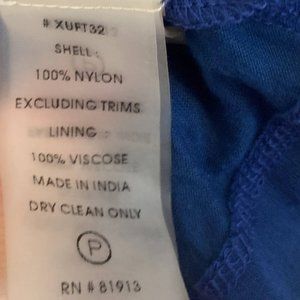 # XUFT32
SHELL:
100% NYLON
EXCLUDING TRIMS
LINING
100% VISCOSE
MADE IN INDIA
DRY CLEAN ONLY
P
RN # 81913